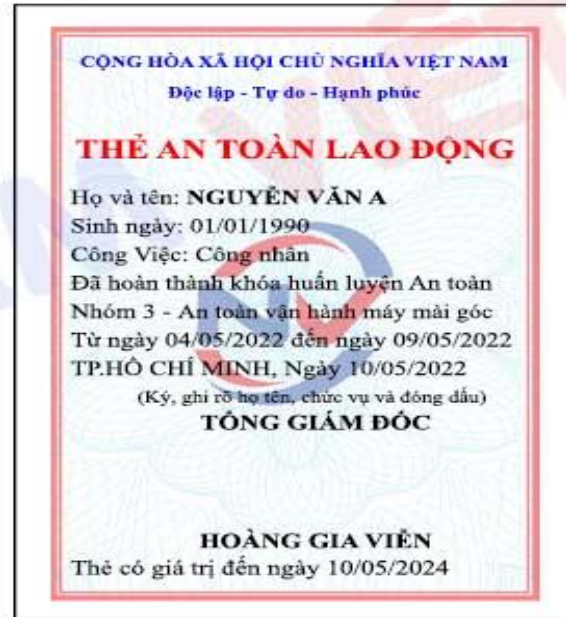 CỘNG HÒA XÃ HỘI CHỦ NGHĨA VIỆT NAM
Độc lập - Tự do - Hạnh phúc
THẺ AN TOÀN LAO ĐỘNG
Họ và tên: NGUYỄN VĂN A
Sinh ngày: 01/01/1990
Công Việc: Công nhân
Đã hoàn thành khóa huấn luyện An toàn
Nhóm 3 - An toàn vận hành máy mài góc
Từ ngày 04/05/2022 đến ngày 09/05/2022
TP.HỒ CHÍ MINH, Ngày 10/05/2022
(Ký, ghi rõ họ tên, chức vụ và đóng dấu)
TỔNG GIÁM ĐỐC
HOÀNG GIA VIỄN
Thẻ có giá trị đến ngày 10/05/2024